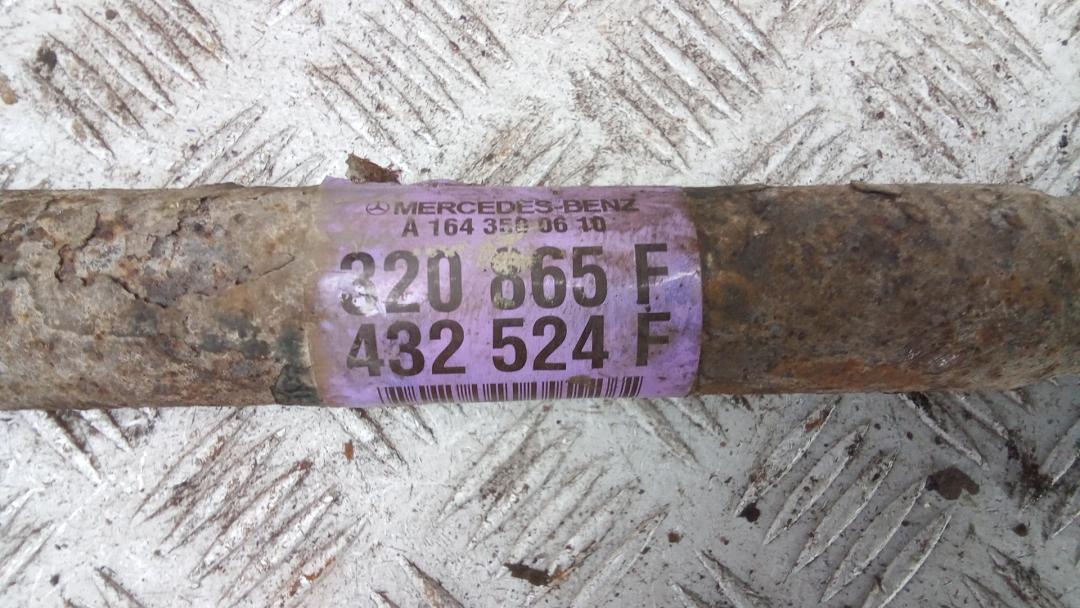 MERCEDES-BENZ
A 164 350 06 10
320 865 F
432 524 F